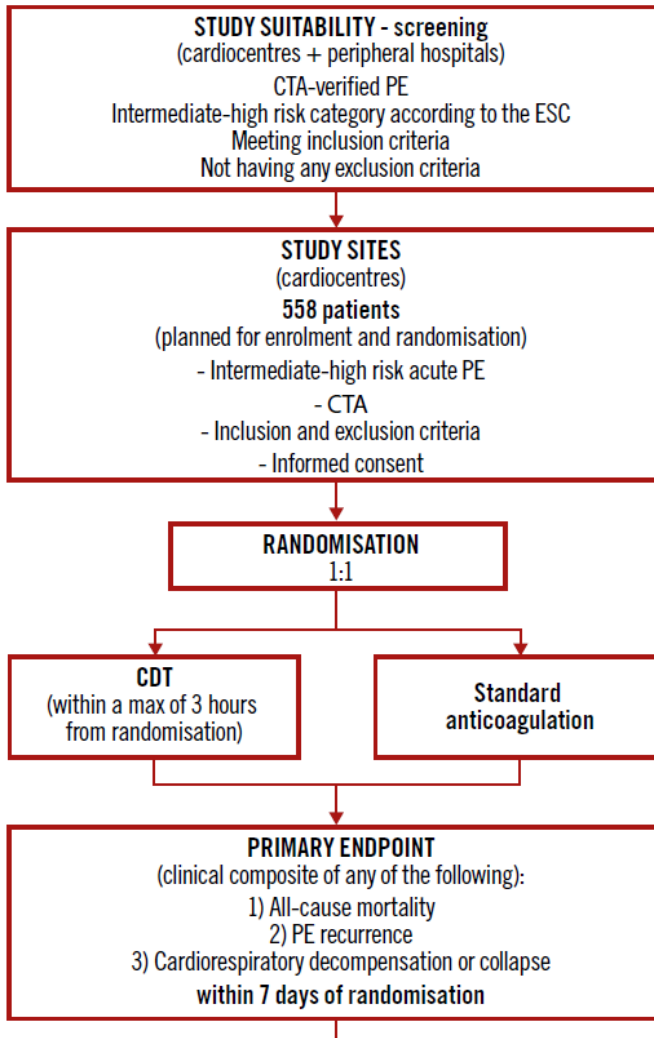 STUDY SUITABILITY - screening
(cardiocentres + peripheral hospitals)
CTA-verified PE
Intermediate-high risk category according to the ESC
Meeting inclusion criteria
Not having any exclusion criteria
STUDY SITES
(cardiocentres)
558 patients
(planned for enrolment and randomisation)
- Intermediate-high risk acute PE
- CTA
- Inclusion and exclusion criteria
- Informed consent
RANDOMISATION
1:1
CDT
(within a max of 3 hours
from randomisation)
Standard
anticoagulation
PRIMARY ENDPOINT
(clinical composite of any of the following):
1) All-cause mortality
2) PE recurrence
3) Cardiorespiratory decompensation or collapse
within 7 days of randomisation